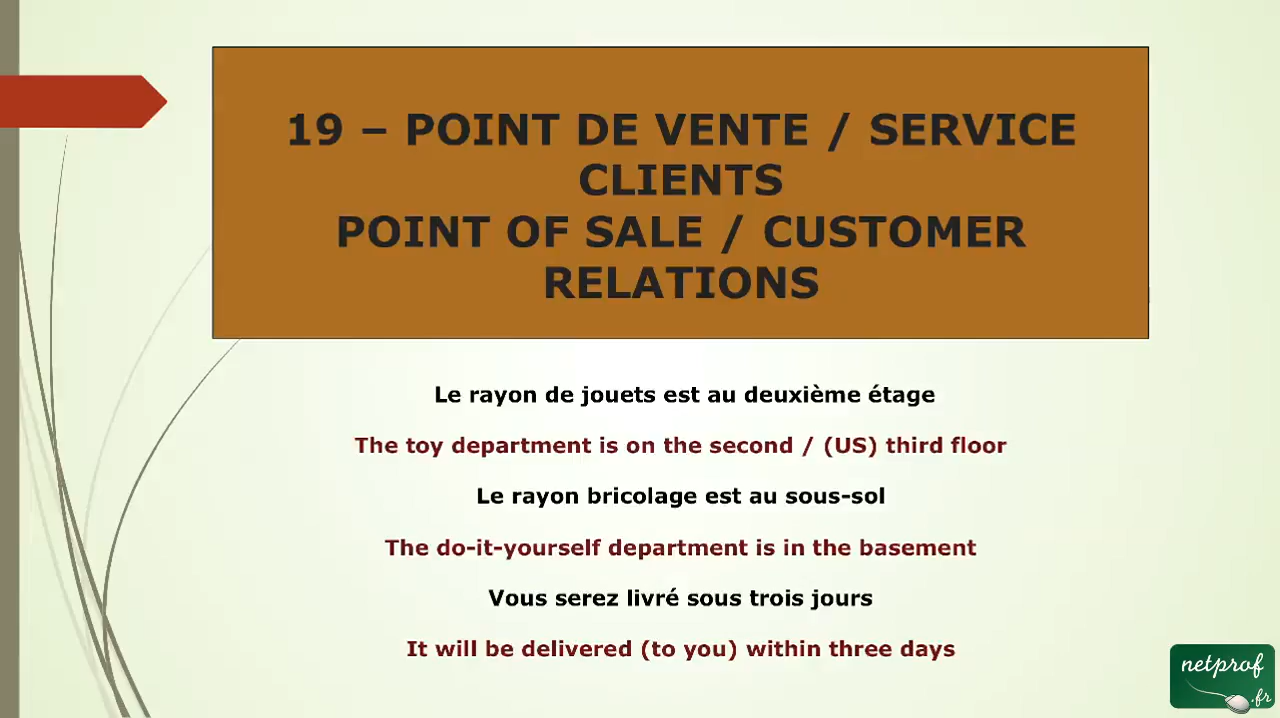 19 – POINT DE VENTE / SERVICE
CLIENTS
POINT OF SALE / CUSTOMER
RELATIONS
Le rayon de jouets est au deuxième étage
The toy department is on the second / (US) third floor
Le rayon bricolage est au sous-sol
The do-it-yourself department is in the basement
Vous serez livré sous trois jours
It will be delivered (to you) within three days
netprof
.fr